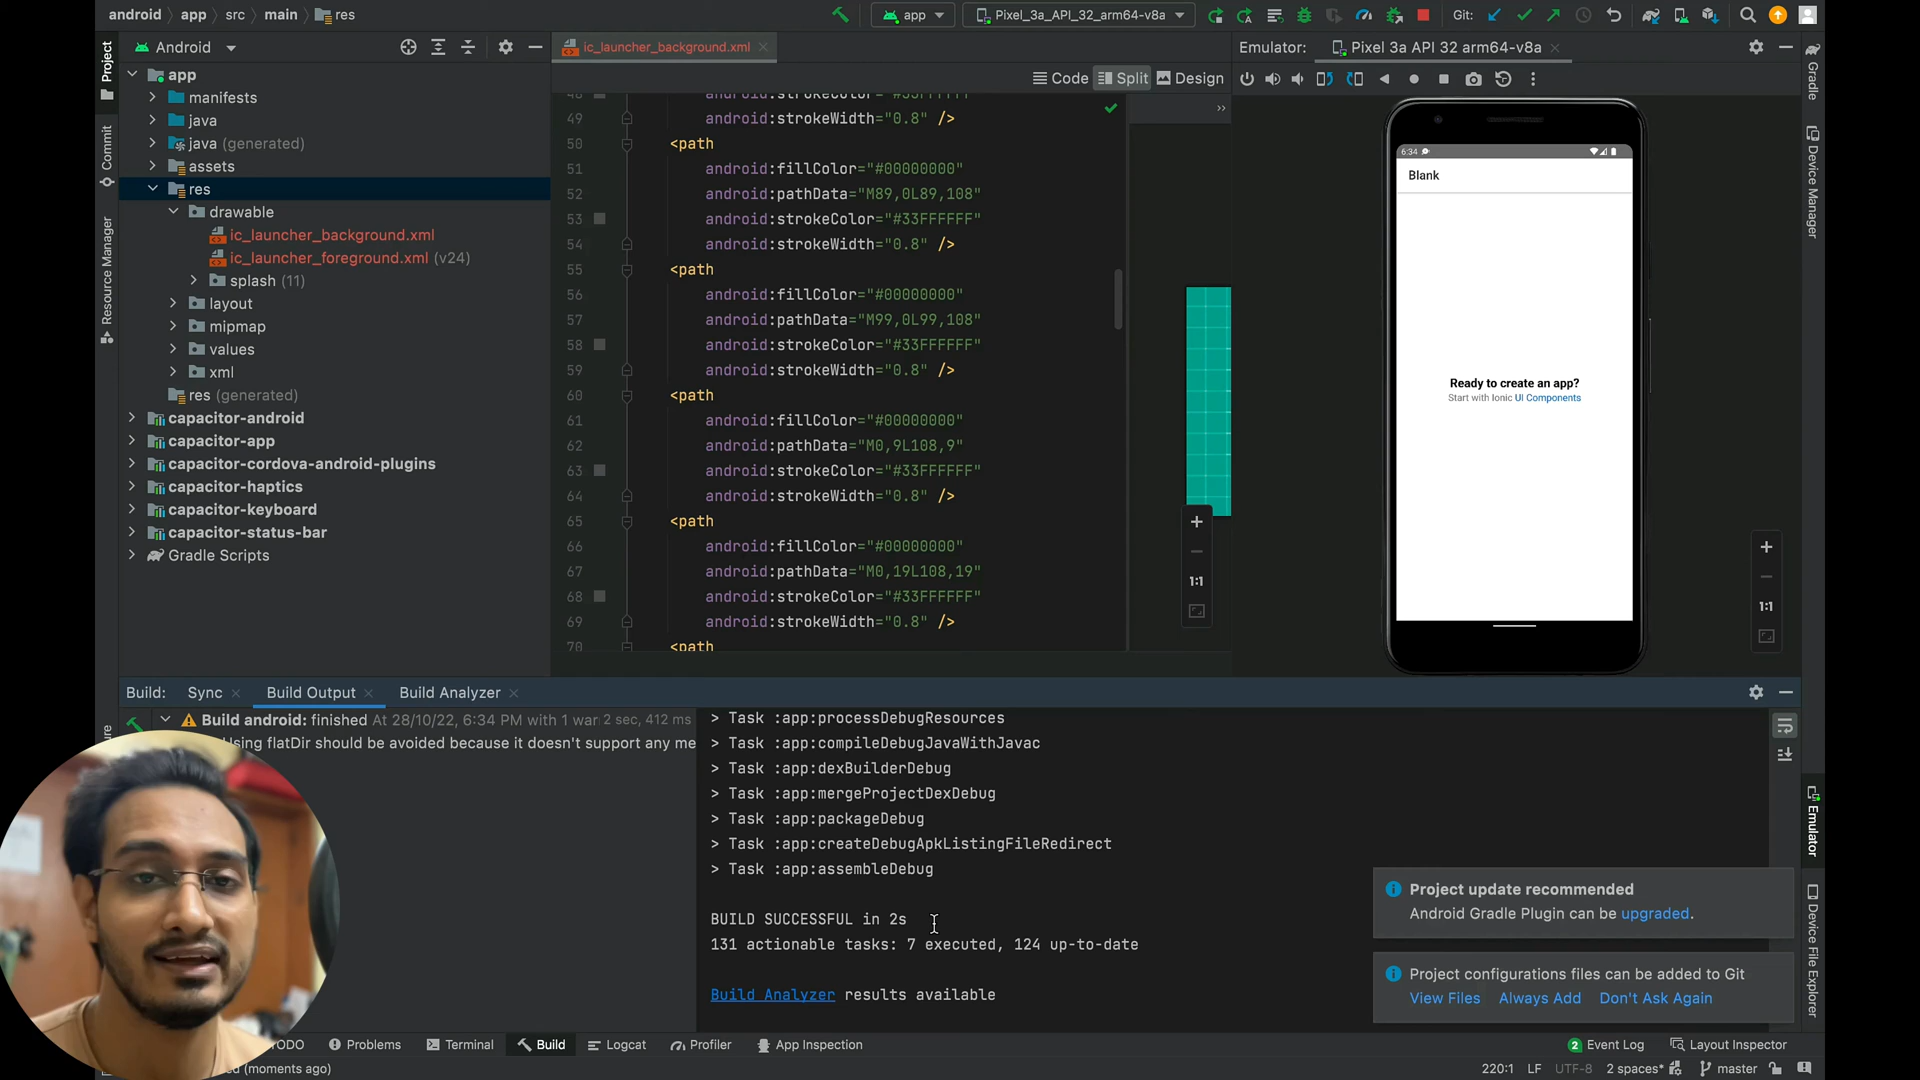 android app src main res
app Pixel_3a_API_32_arm64-v8a Git:
Project
Android
ic_launcher_background.xml
Emulator: Pixel 3a API 32 arm64-v8a
Code Split Design
app
manifests
java
java (generated)
assets
res
drawable
ic_launcher_background.xml
ic_launcher_foreground.xml (v24)
splash (11)
layout
mipmap
values
xml
res (generated)
capacitor-android
capacitor-app
capacitor-cordova-android-plugins
capacitor-haptics
capacitor-keyboard
capacitor-status-bar
Gradle Scripts
Commit
Resource Manager
48 android:strokeColor="#33FFFFFF"
49 android:strokeWidth="0.8" />
50 <path
51 android:fillColor="#00000000"
52 android:pathData="M89,0L89,108"
53 android:strokeColor="#33FFFFFF"
54 android:strokeWidth="0.8" />
55 <path
56 android:fillColor="#00000000"
57 android:pathData="M99,0L99,108"
58 android:strokeColor="#33FFFFFF"
59 android:strokeWidth="0.8" />
60 <path
61 android:fillColor="#00000000"
62 android:pathData="M0,9L108,9"
63 android:strokeColor="#33FFFFFF"
64 android:strokeWidth="0.8" />
65 <path
66 android:fillColor="#00000000"
67 android:pathData="M0,19L108,19"
68 android:strokeColor="#33FFFFFF"
69 android:strokeWidth="0.8" />
70 <path
1:1
6:34
Blank
Ready to create an app?
Start with Ionic UI Components
1:1
Gradle
Device Manager
Emulator
Device File Explorer
Build: Sync Build Output Build Analyzer
Build android: finished At 28/10/22, 6:34 PM with 1 war 2 sec, 412 ms
Using flatDir should be avoided because it doesn't support any me
> Task :app:processDebugResources
> Task :app:compileDebugJavaWithJavac
> Task :app:dexBuilderDebug
> Task :app:mergeProjectDexDebug
> Task :app:packageDebug
> Task :app:createDebugApkListingFileRedirect
> Task :app:assembleDebug
BUILD SUCCESSFUL in 2s
131 actionable tasks: 7 executed, 124 up-to-date
Build Analyzer results available
Project update recommended
Android Gradle Plugin can be upgraded.
Project configurations files can be added to Git
View Files Always Add Don't Ask Again
TODO Problems Terminal Build Logcat Profiler App Inspection 2 Event Log Layout Inspector
(moments ago) 220:1 LF UTF-8 2 spaces* master